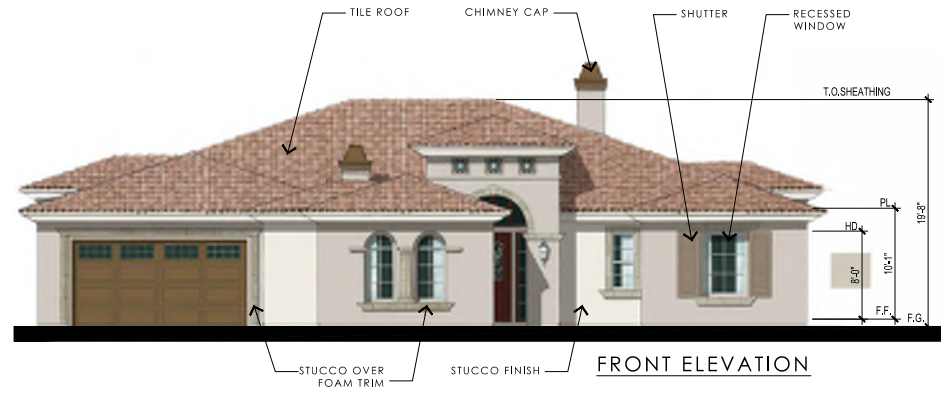 TILE ROOF
CHIMNEY CAP
SHUTTER
RECESSED
WINDOW
T.O.SHEATHING
PL
19'-8"
HD
10'-1"
8'-0"
F.F.
F.G.
STUCCO OVER
FOAM TRIM
STUCCO FINISH
FRONT ELEVATION